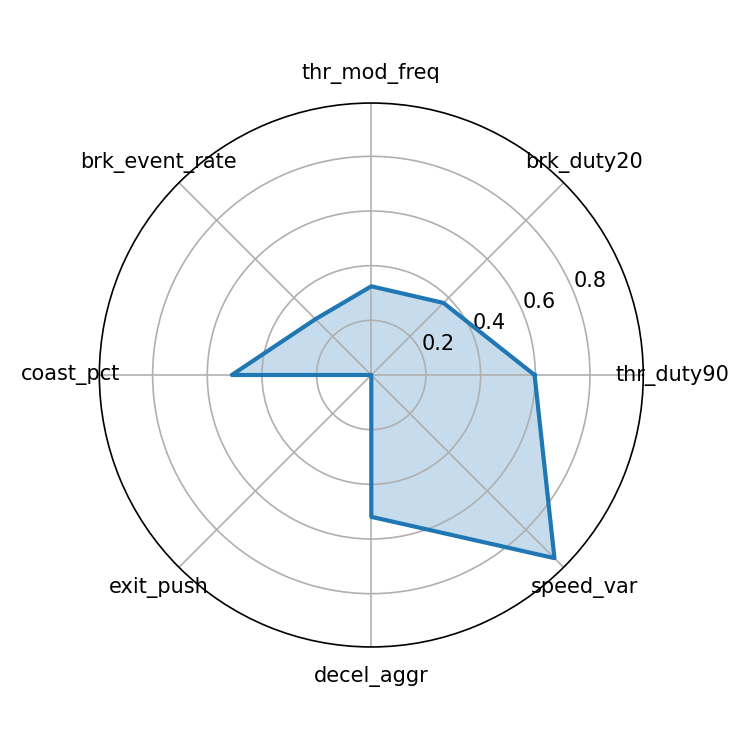 thr_mod_freq
brk_event_rate
brk_duty20
0.8
0.6
0.4
0.2
coast_pct
thr_duty90
exit_push
speed_var
decel_aggr